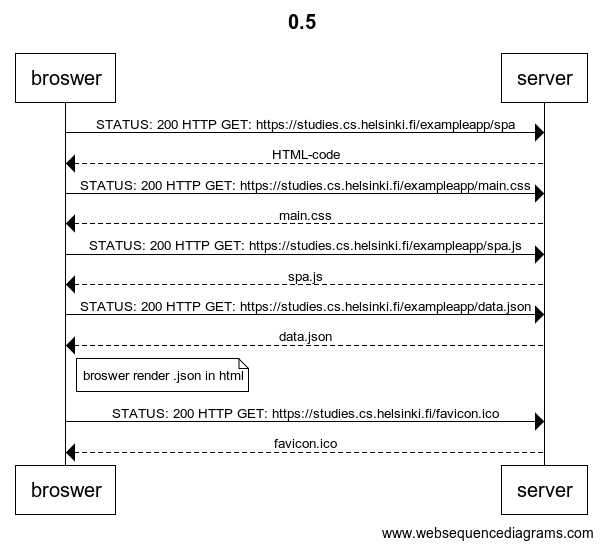 0.5
broswer
server
STATUS: 200 HTTP GET: https://studies.cs.helsinki.fi/exampleapp/spa
HTML-code
STATUS: 200 HTTP GET: https://studies.cs.helsinki.fi/exampleapp/main.css
main.css
STATUS: 200 HTTP GET: https://studies.cs.helsinki.fi/exampleapp/spa.js
spa.js
STATUS: 200 HTTP GET: https://studies.cs.helsinki.fi/exampleapp/data.json
data.json
broswer render .json in html
STATUS: 200 HTTP GET: https://studies.cs.helsinki.fi/favicon.ico
favicon.ico
broswer
server
www.websequencediagrams.com